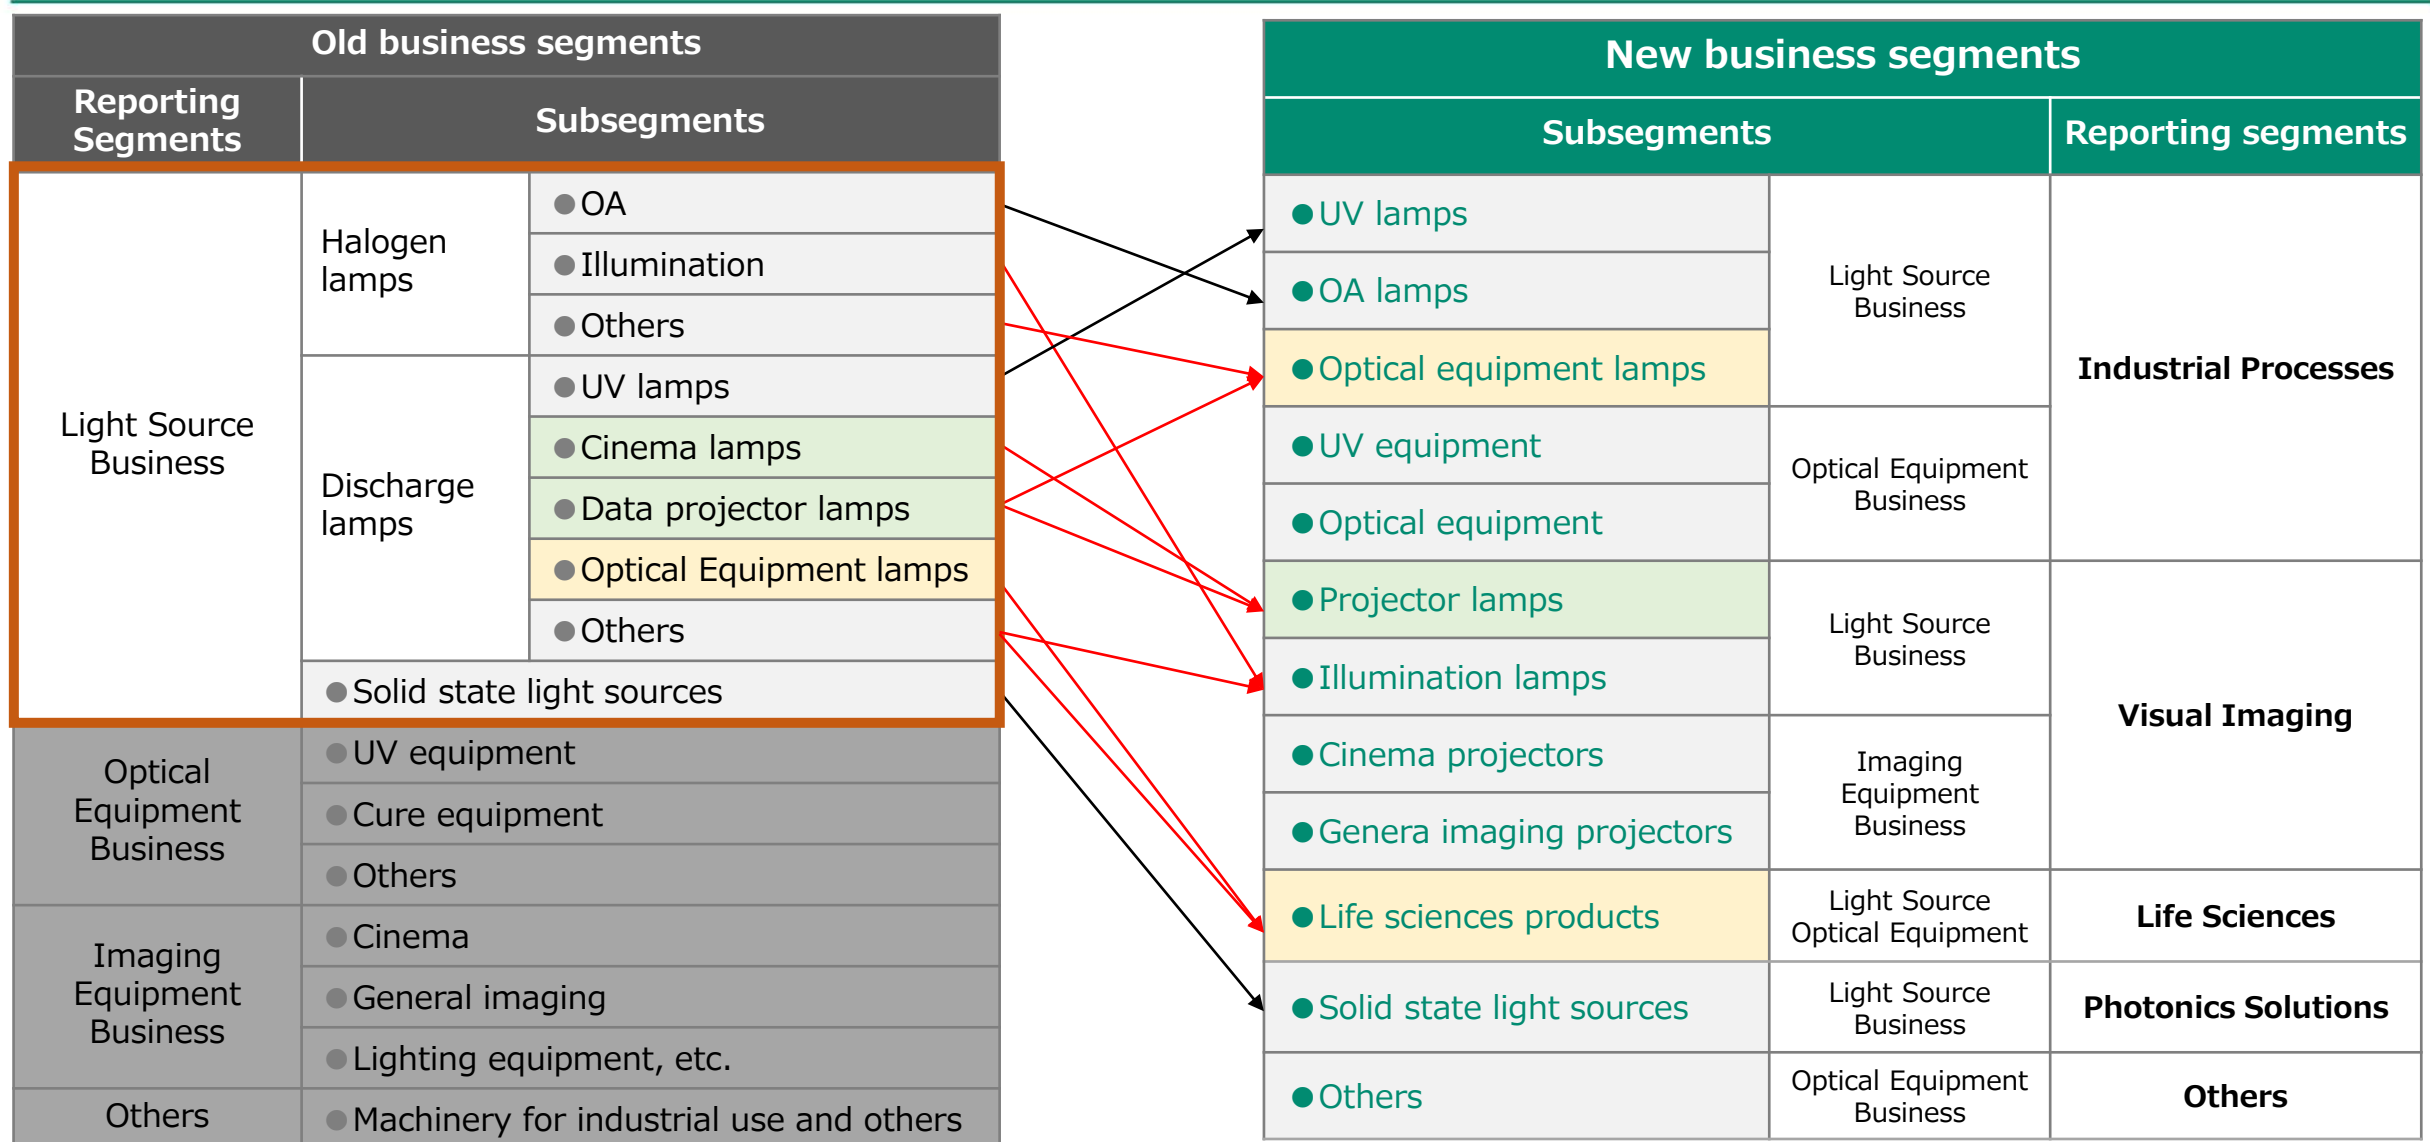 Old business segments
Reporting
Segments
Subsegments
Light Source
Business
Halogen
lamps
●OA
●Illumination
●Others
Discharge
lamps
●UV lamps
●Cinema lamps
●Data projector lamps
●Optical Equipment lamps
●Others
●Solid state light sources
Optical
Equipment
Business
●UV equipment
●Cure equipment
●Others
Imaging
Equipment
Business
●Cinema
●General imaging
●Lighting equipment, etc.
Others
●Machinery for industrial use and others
New business segments
Subsegments
Reporting segments
●UV lamps
●OA lamps
●Optical equipment lamps
Light Source
Business
●UV equipment
●Optical equipment
Optical Equipment
Business
Industrial Processes
●Projector lamps
●Illumination lamps
Light Source
Business
●Cinema projectors
●Genera imaging projectors
Imaging
Equipment
Business
Visual Imaging
●Life sciences products
Light Source
Optical Equipment
Life Sciences
●Solid state light sources
Light Source
Business
Photonics Solutions
●Others
Optical Equipment
Business
Others